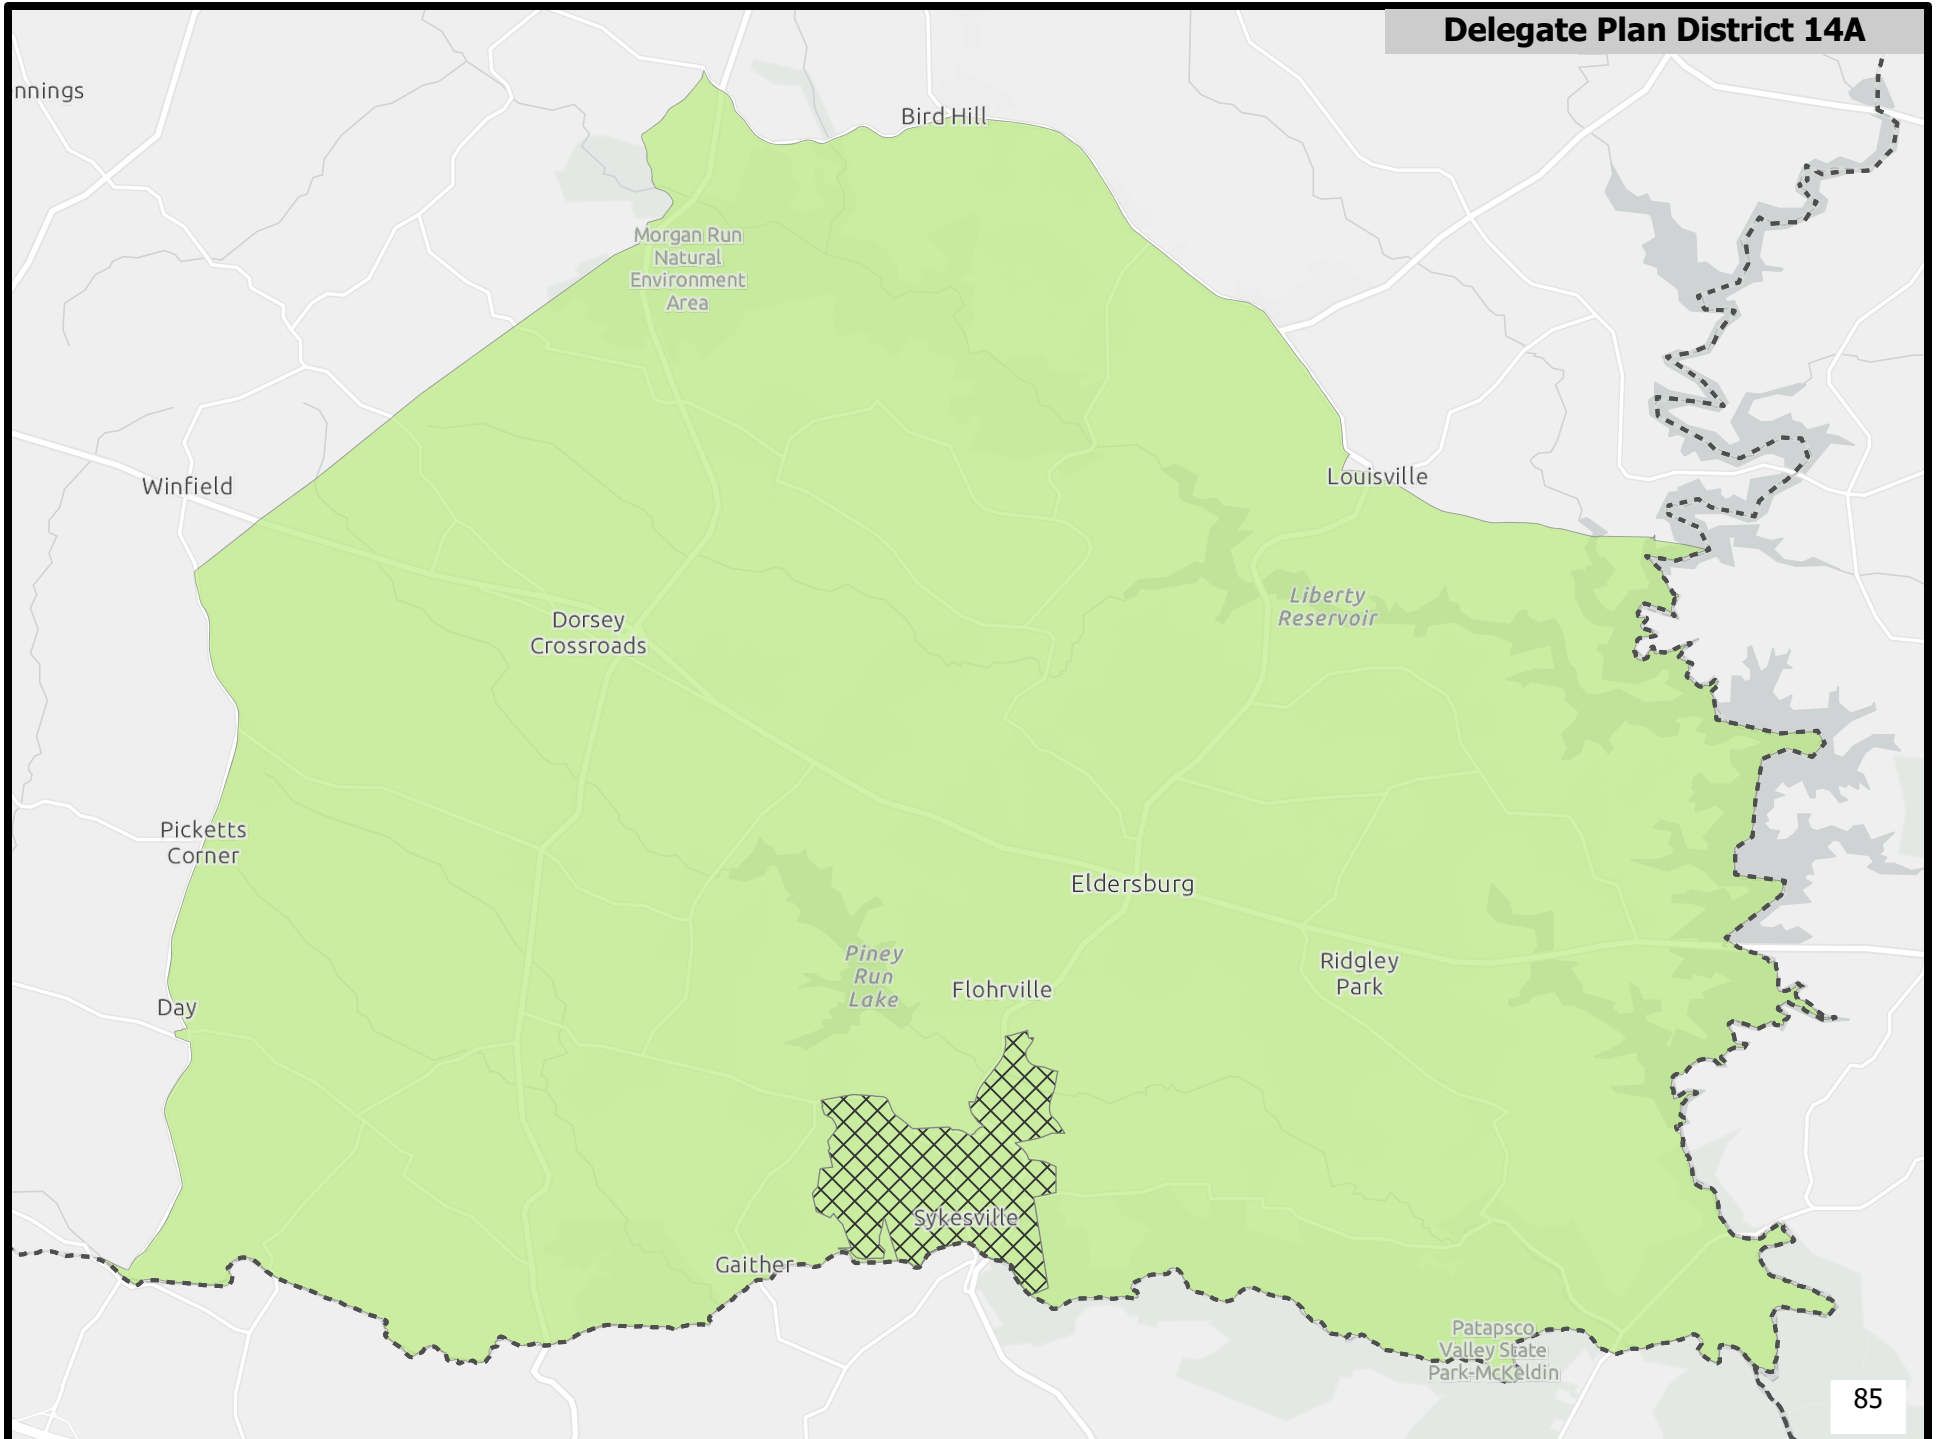 Delegate Plan District 14A
nnings
Bird Hill
Morgan Run
Natural
Environment
Area
Winfield
Louisville
Liberty
Reservoir
Dorsey
Crossroads
Picketts
Corner
Eldersburg
Piney
Run
Lake
Ridgley
Park
Flohrville
Day
Sykesville
Gaither
Patapsco
Valley State
Park-McKeldin
85